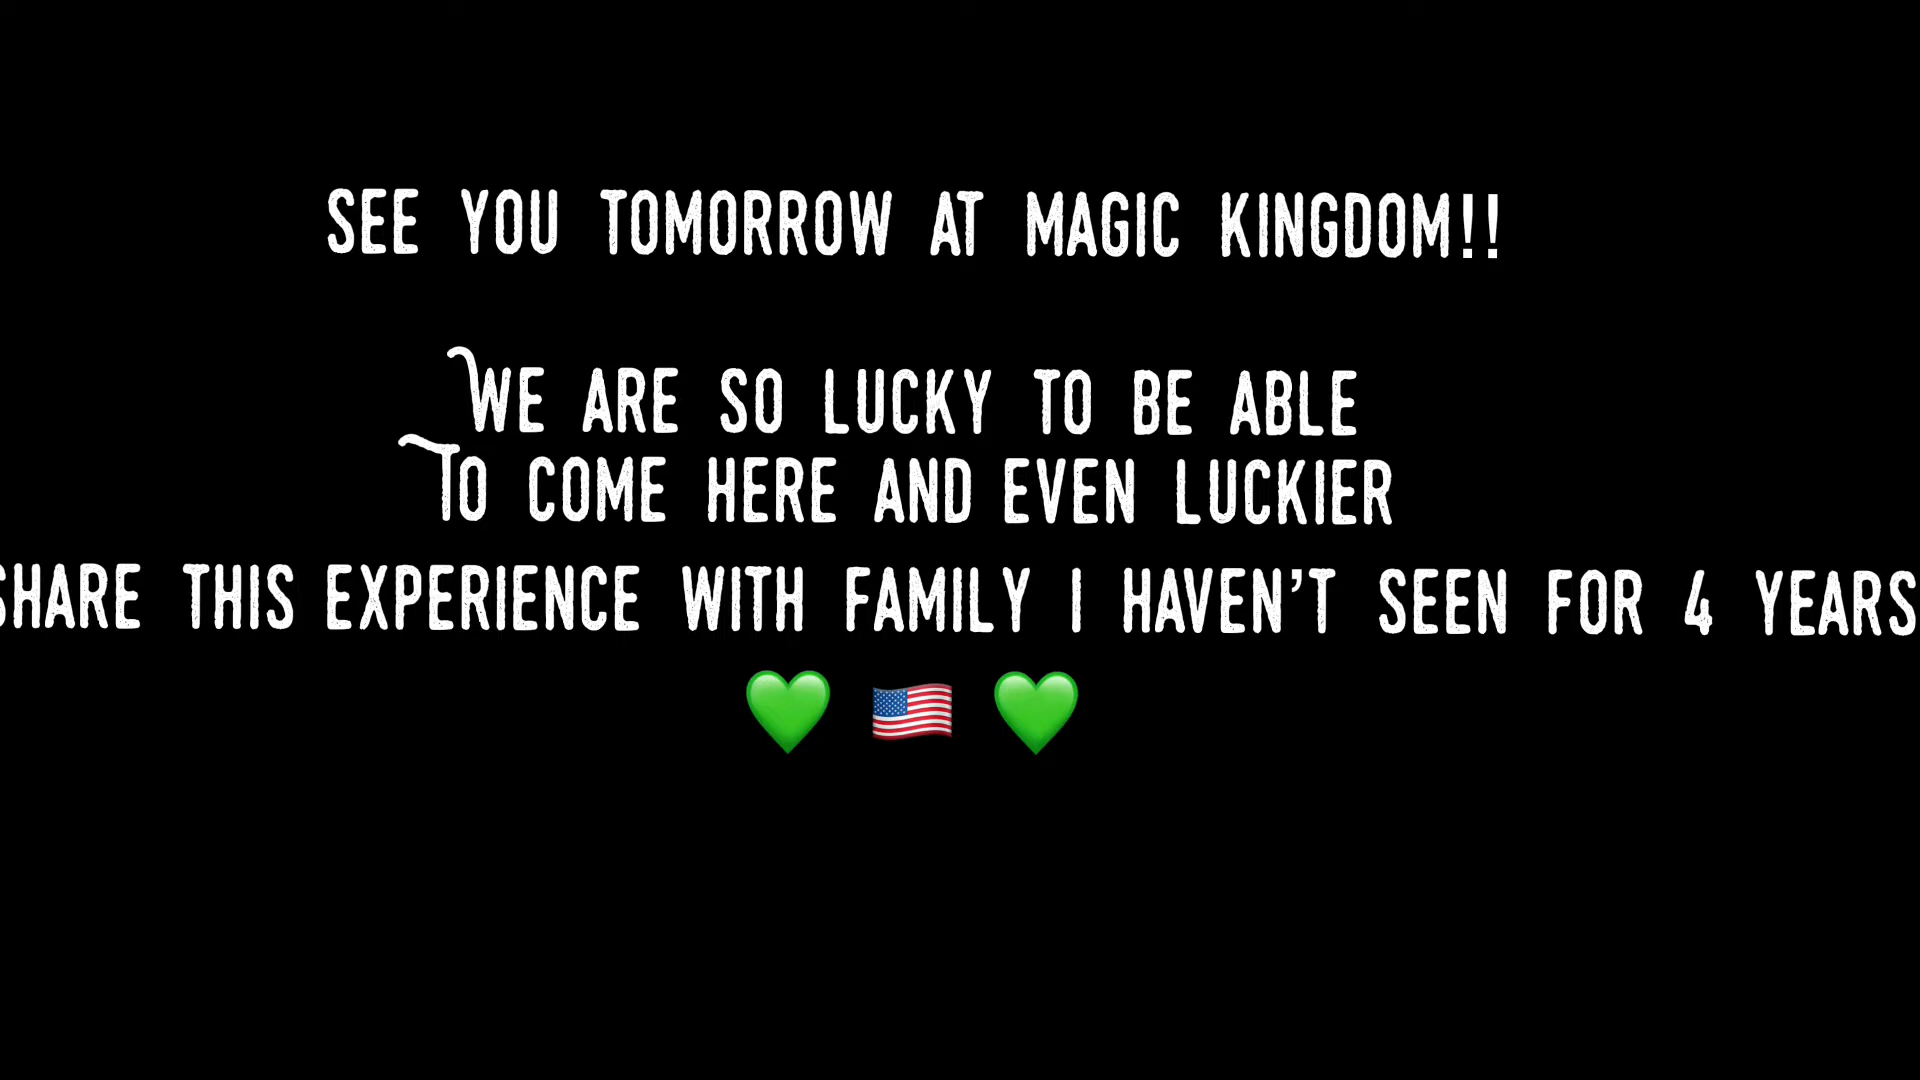 SEE YOU TOMORROW AT MAGIC KINGDOM!!
WE ARE SO LUCKY TO BE ABLE
TO COME HERE AND EVEN LUCKIER
SHARE THIS EXPERIENCE WITH FAMILY I HAVEN'T SEEN FOR 4 YEARS
💚 🇺🇸 💚